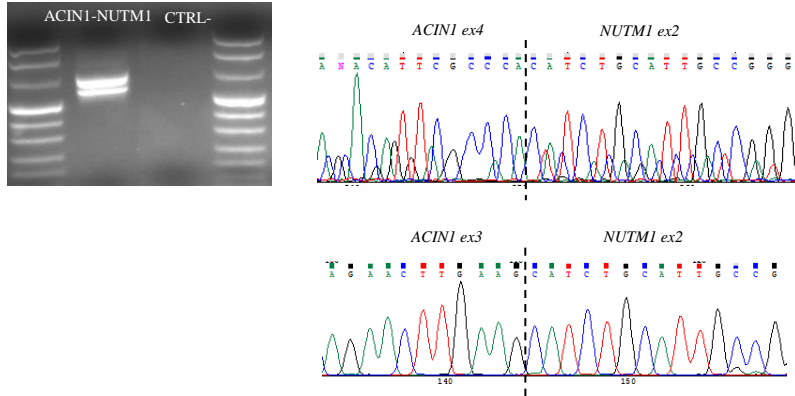 ACIN1-NUTM1 CTRL-
ACIN1 ex4 NUTM1 ex2
A N A C A T T C G C C C A C A T C T G C A T T G C C G G G
ACIN1 ex3 NUTM1 ex2
A G A A C T T G A A G C A T C T G C A T T G C C G
140 150